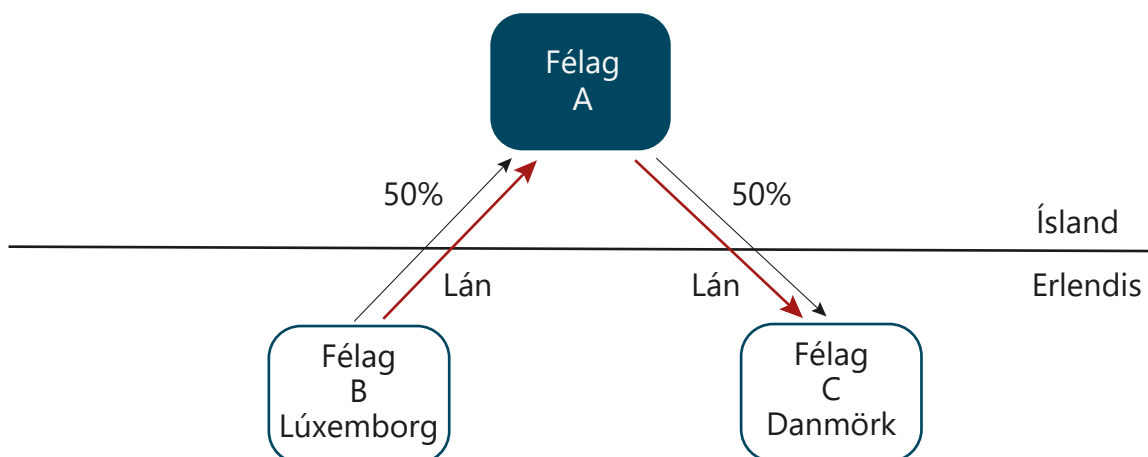 Félag
A
50%
50%
Ísland
Lán
Lán
Erlendis
Félag
B
Lúxemborg
Félag
C
Danmörk